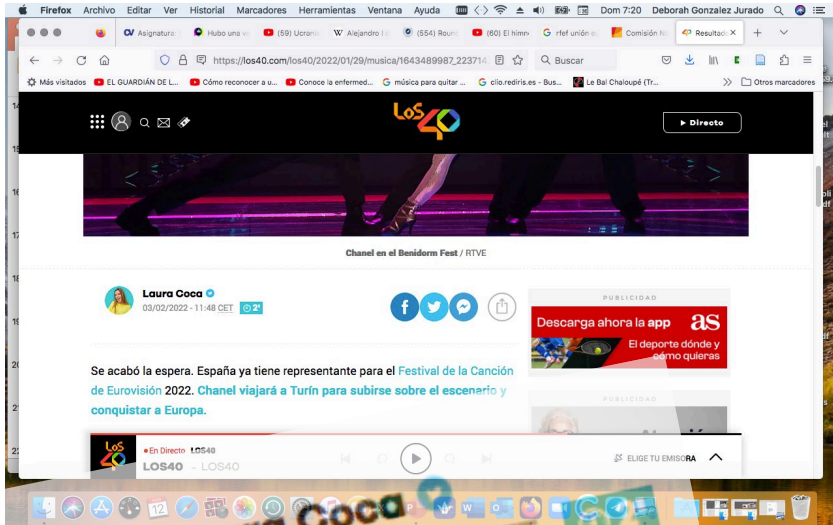 Firefox Archivo Editar Ver Historial Marcadores Herramientas Ventana Ayuda Dom 7:20 Deborah Gonzalez Jurado
Asignatura: Hubo una v (59) Ucrani W Alejandro I (554) Roun (60) El himn G rfef unión Comisión N Resultado X
https://los40.com/los40/2022/01/29/musica/1643489987_223714. Buscar
Más visitados EL GUARDIÁN DE L... Cómo reconocer a u... Conoce la enfermed... G música para quitar ... G clio.rediris.es - Bus... Le Bal Chaloupé (Tr... Otros marcadores
LOS 40
Directo
Chanel en el Benidorm Fest / RTVE
Laura Coca
03/02/2022 - 11:48 CET 2'
PUBLICIDAD
Descarga ahora la app as
El deporte dónde y
cómo quieras
Se acabó la espera. España ya tiene representante para el Festival de la Canción
de Eurovisión 2022. Chanel viajará a Turín para subirse sobre el escenario y
conquistar a Europa.
PUBLICIDAD
LOS 40
En Directo LOS40
LOS40 - LOS40
ELIGE TU EMISORA
Coca